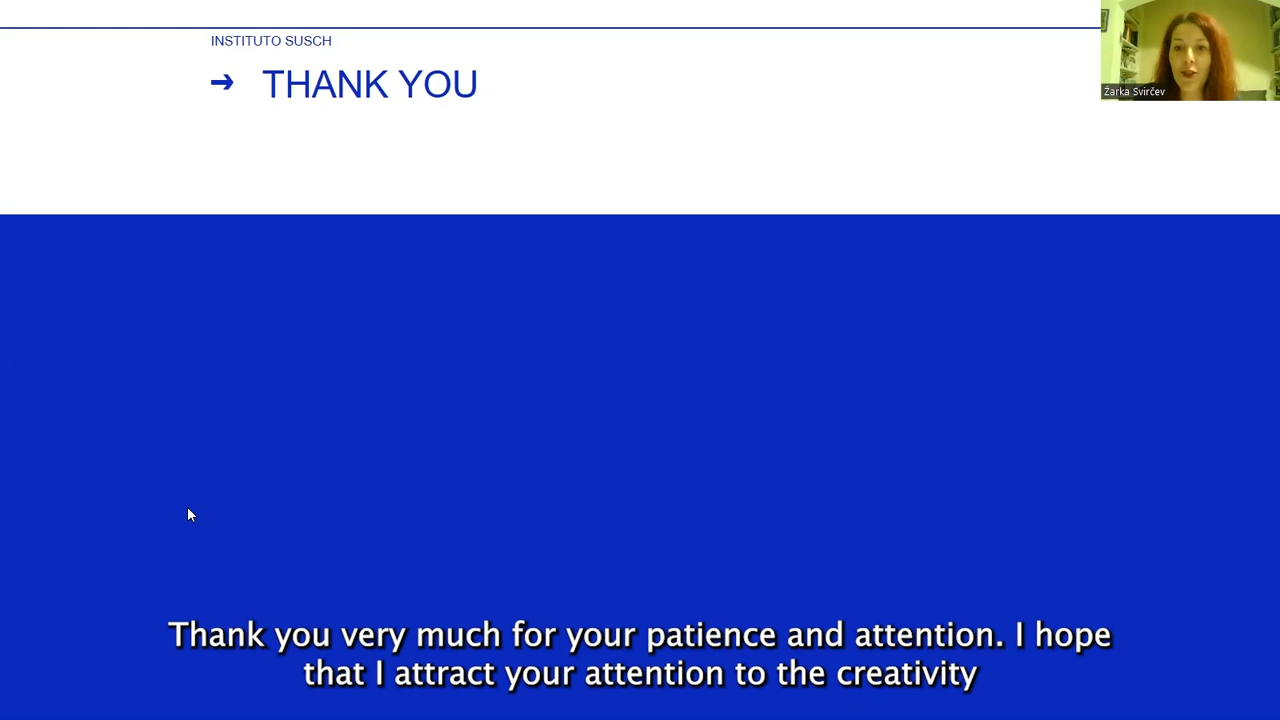 INSTITUTO SUSCH
➔ THANK YOU
Žarka Svirčev
Thank you very much for your patience and attention. I hope
that I attract your attention to the creativity